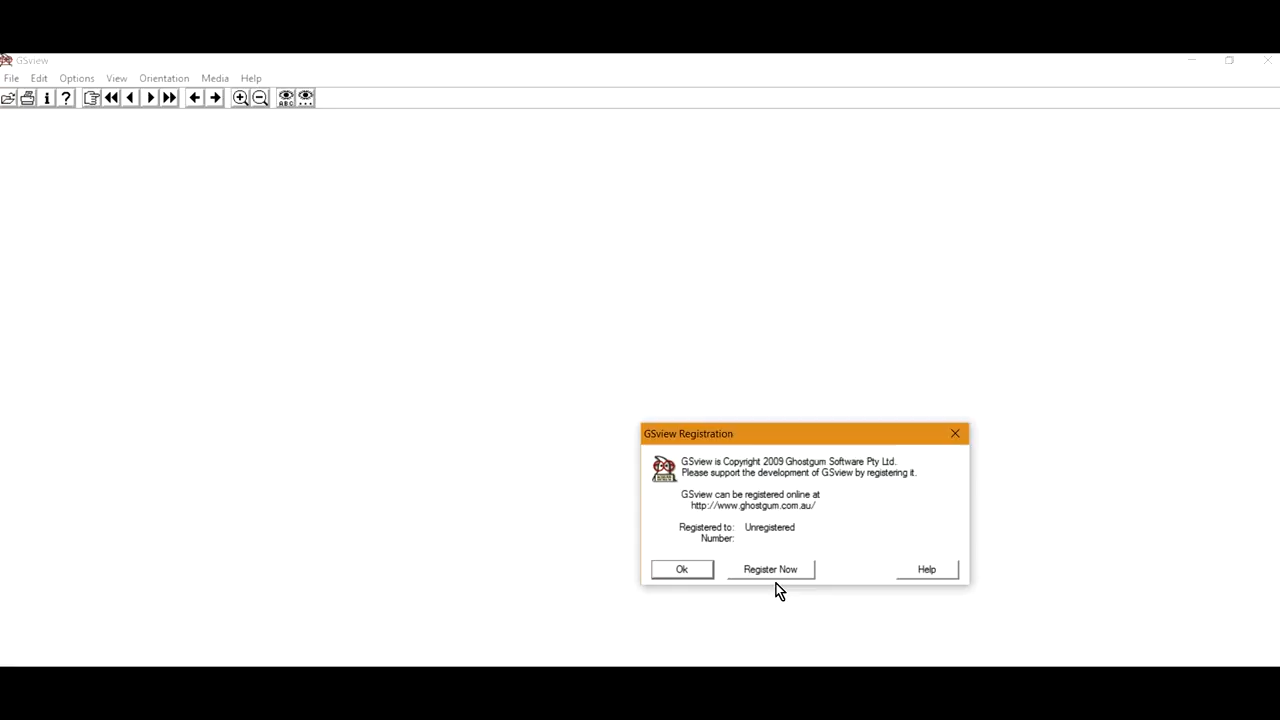 GSview
File Edit Options View Orientation Media Help
ABC
GSview Registration
GSview is Copyright 2009 Ghostgum Software Pty Ltd.
Please support the development of GSview by registering it.
GSview can be registered online at
http://www.ghostgum.com.au/
Registered to: Unregistered
Number:
Ok Register Now Help